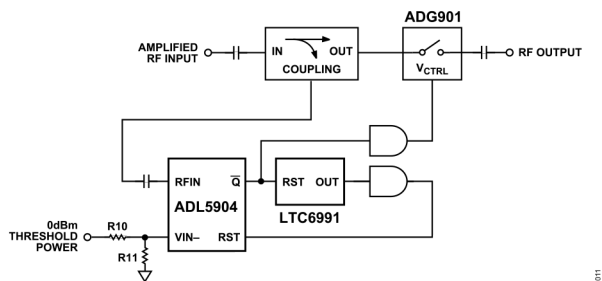 ADG901
AMPLIFIED
RF INPUT
IN OUT
COUPLING
V_CTRL
RF OUTPUT
RFIN Q̅
ADL5904
VIN– RST
RST OUT
LTC6991
0dBm
THRESHOLD
POWER
R10
R11
011